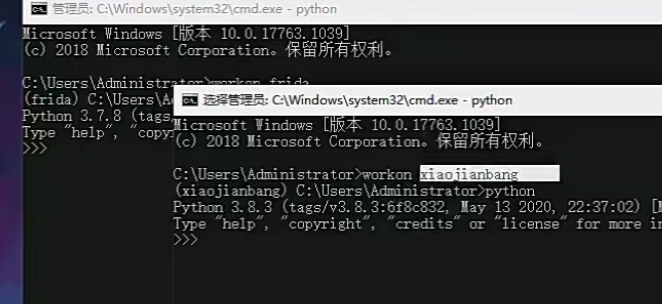 管理员: C:\Windows\system32\cmd.exe - python
Microsoft Windows [版本 10.0.17763.1039]
(c) 2018 Microsoft Corporation。保留所有权利。
C:\Users\Administrator>workon frida
(frida) C:\Users\A
Python 3.7.8 (tags
Type "help", "copy
>>>
选择管理员: C:\Windows\system32\cmd.exe - python
Microsoft Windows [版本 10.0.17763.1039]
(c) 2018 Microsoft Corporation。保留所有权利。
C:\Users\Administrator>workon xiaojianbang
(xiaojianbang) C:\Users\Administrator>python
Python 3.8.3 (tags/v3.8.3:6f8c832, May 13 2020, 22:37:02) [M
Type "help", "copyright", "credits" or "license" for more in
>>>